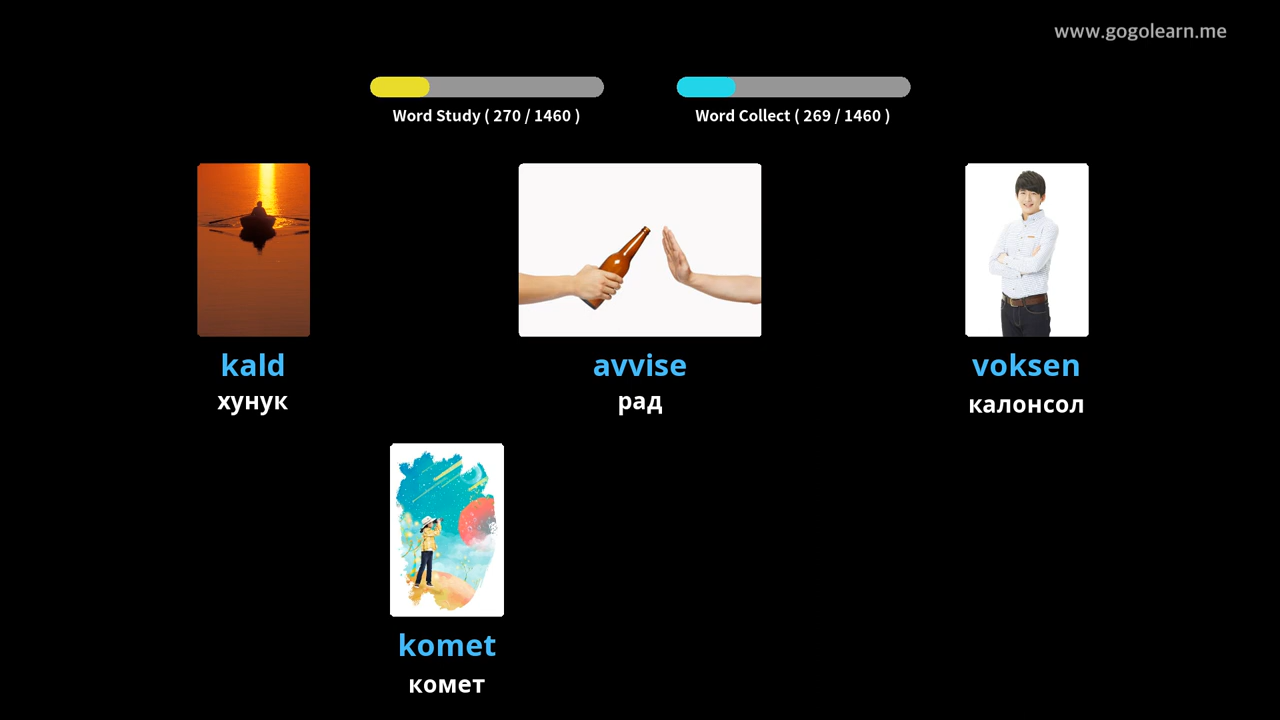 www.gogolearn.me
Word Study ( 270 / 1460 )
Word Collect ( 269 / 1460 )
kald
хунук
avvise
рад
voksen
калонсол
komet
комет